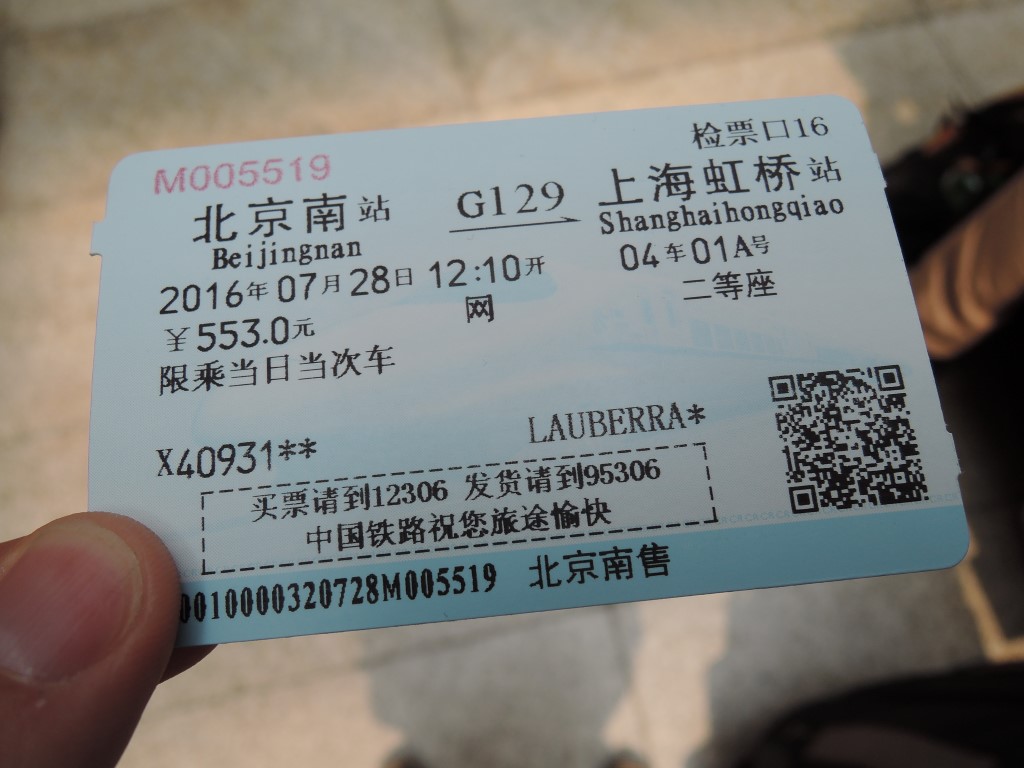 检票口16
M005519
北京南站 G129 上海虹桥站
Beijingnan Shanghaihongqiao
2016年07月28日 12:10开 04车01A号
¥553.0元 网 二等座
限乘当日当次车
X40931** LAUBERRA*
买票请到12306 发货请到95306
中国铁路祝您旅途愉快
0010000320728M005519 北京南售